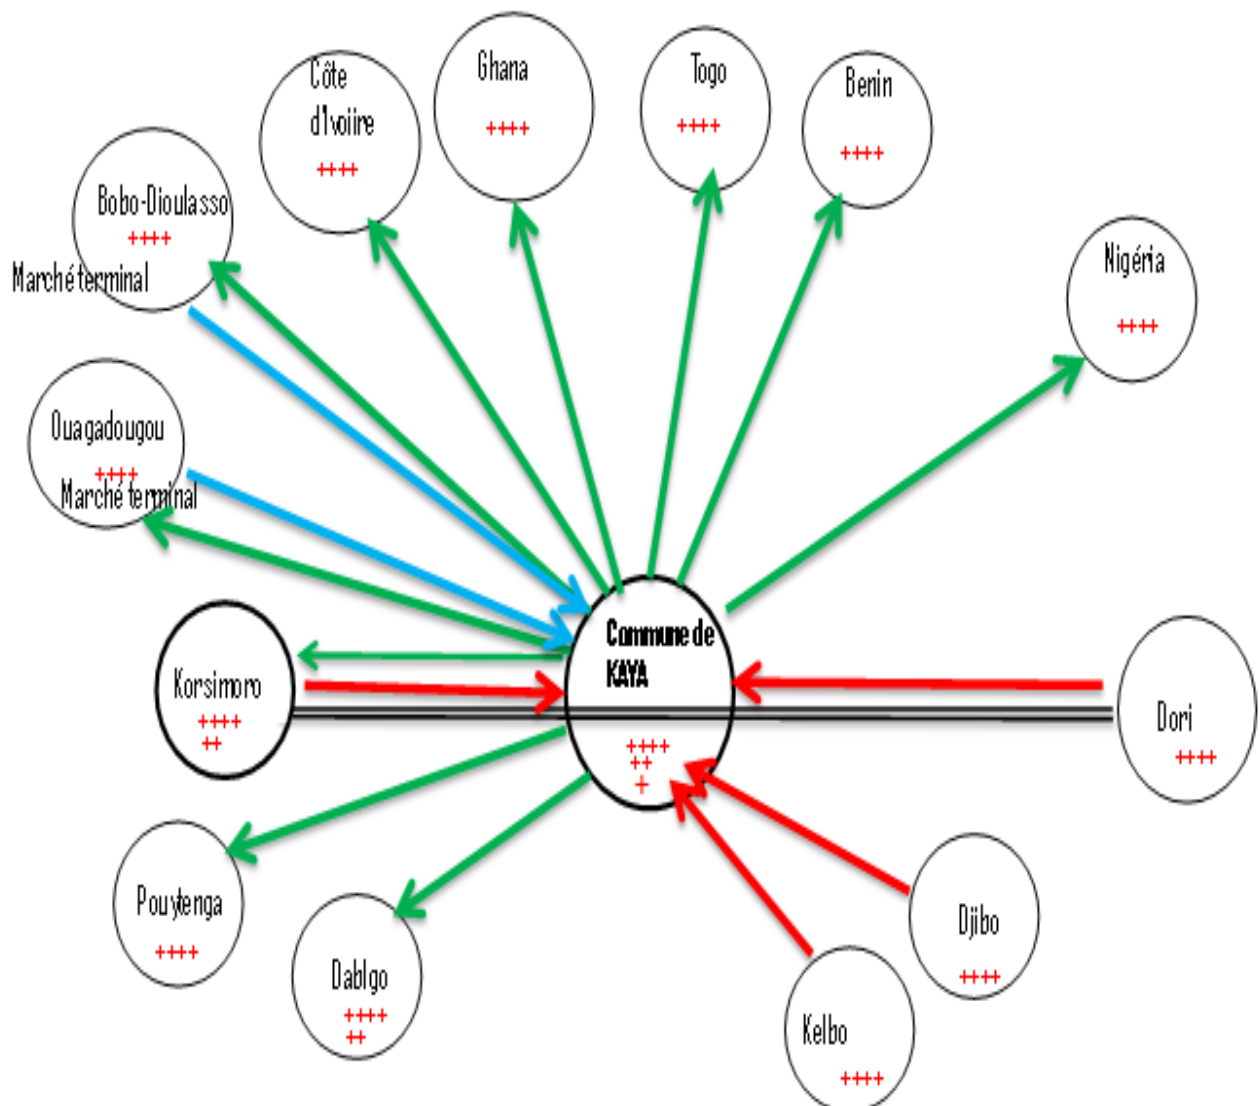 Côte
d'Ivoiire
++++
Ghana
++++
Togo
++++
Benin
++++
Bobo-Dioulasso
++++
Marché terminal
Nigéria
++++
Ouagadougou
++++
Marché terminal
Commune de
KAYA
++++
++
+
Korsimoro
++++
++
Dori
++++
Pouytenga
++++
Dablgo
++++
++
Djibo
++++
Kelbo
++++